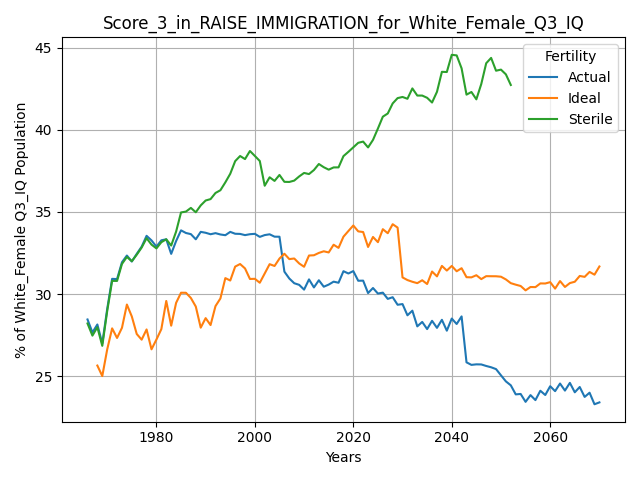 Score_3_in_RAISE_IMMIGRATION_for_White_Female_Q3_IQ
% of White_Female Q3_IQ Population
45
40
35
30
25
Fertility
Actual
Ideal
Sterile
1980 2000 2020 2040 2060
Years